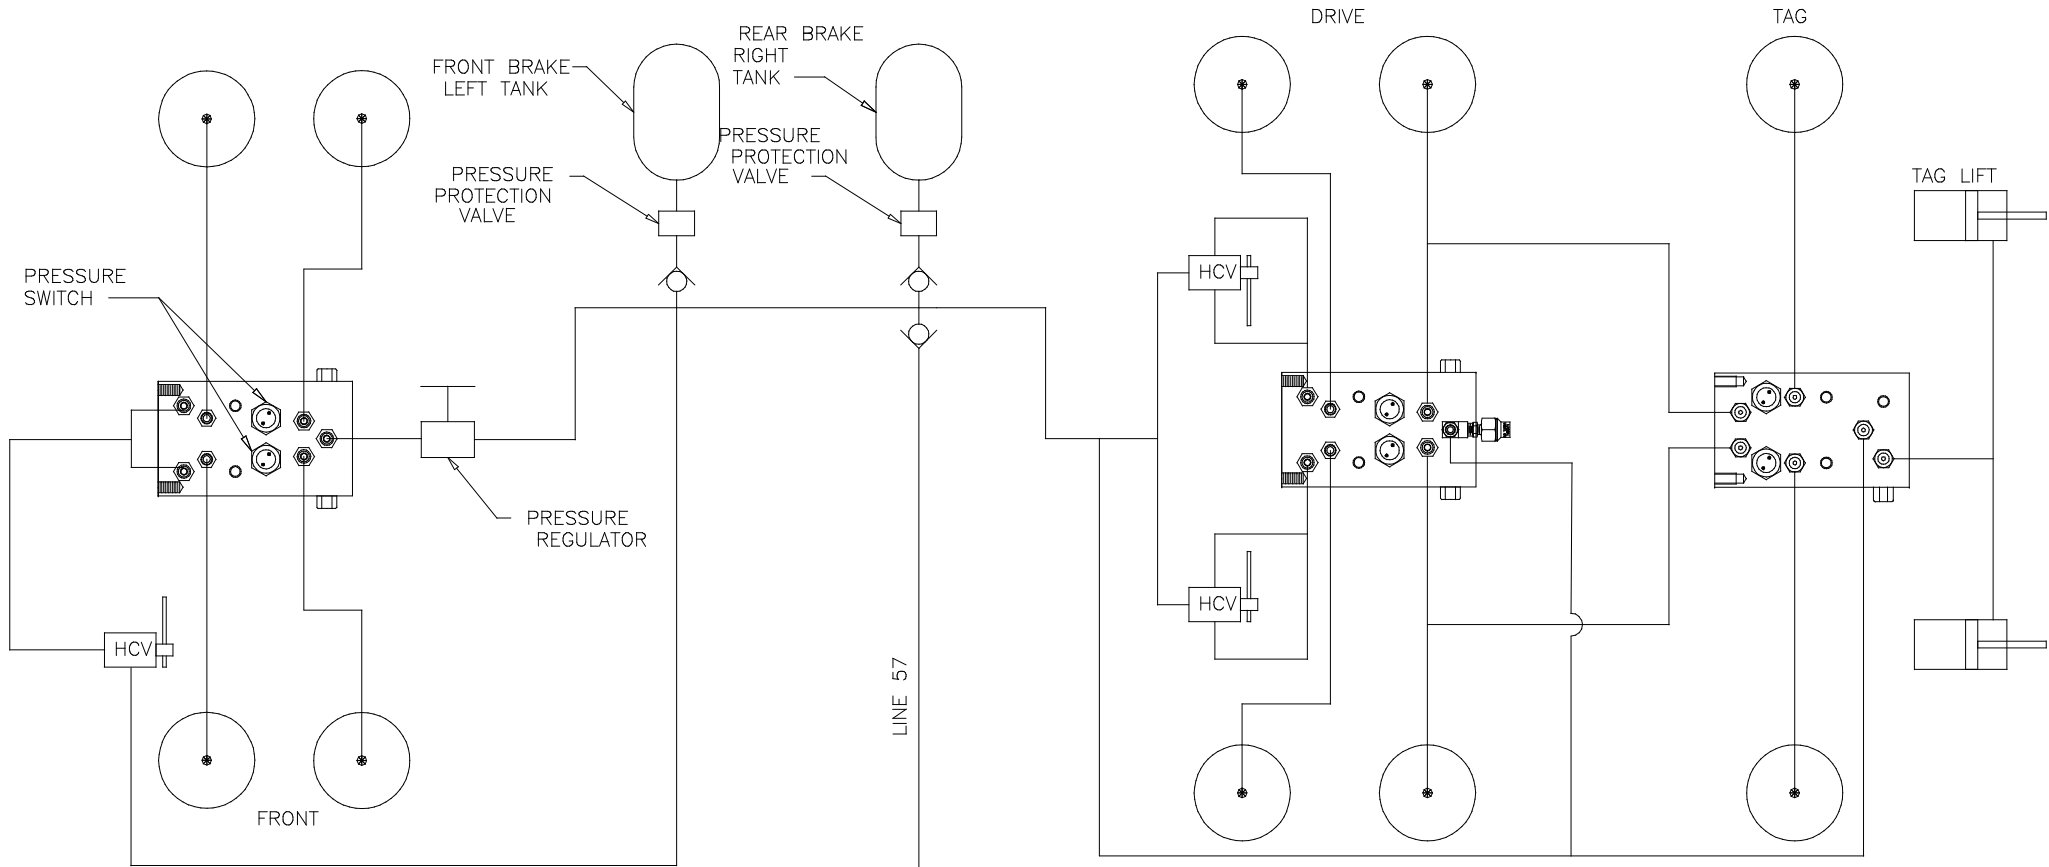 DRIVE
TAG
FRONT BRAKE
LEFT TANK
REAR BRAKE
RIGHT
TANK
PRESSURE
PROTECTION
VALVE
PRESSURE
PROTECTION
VALVE
TAG LIFT
PRESSURE
SWITCH
HCV
PRESSURE
REGULATOR
HCV
HCV
LINE 57
FRONT